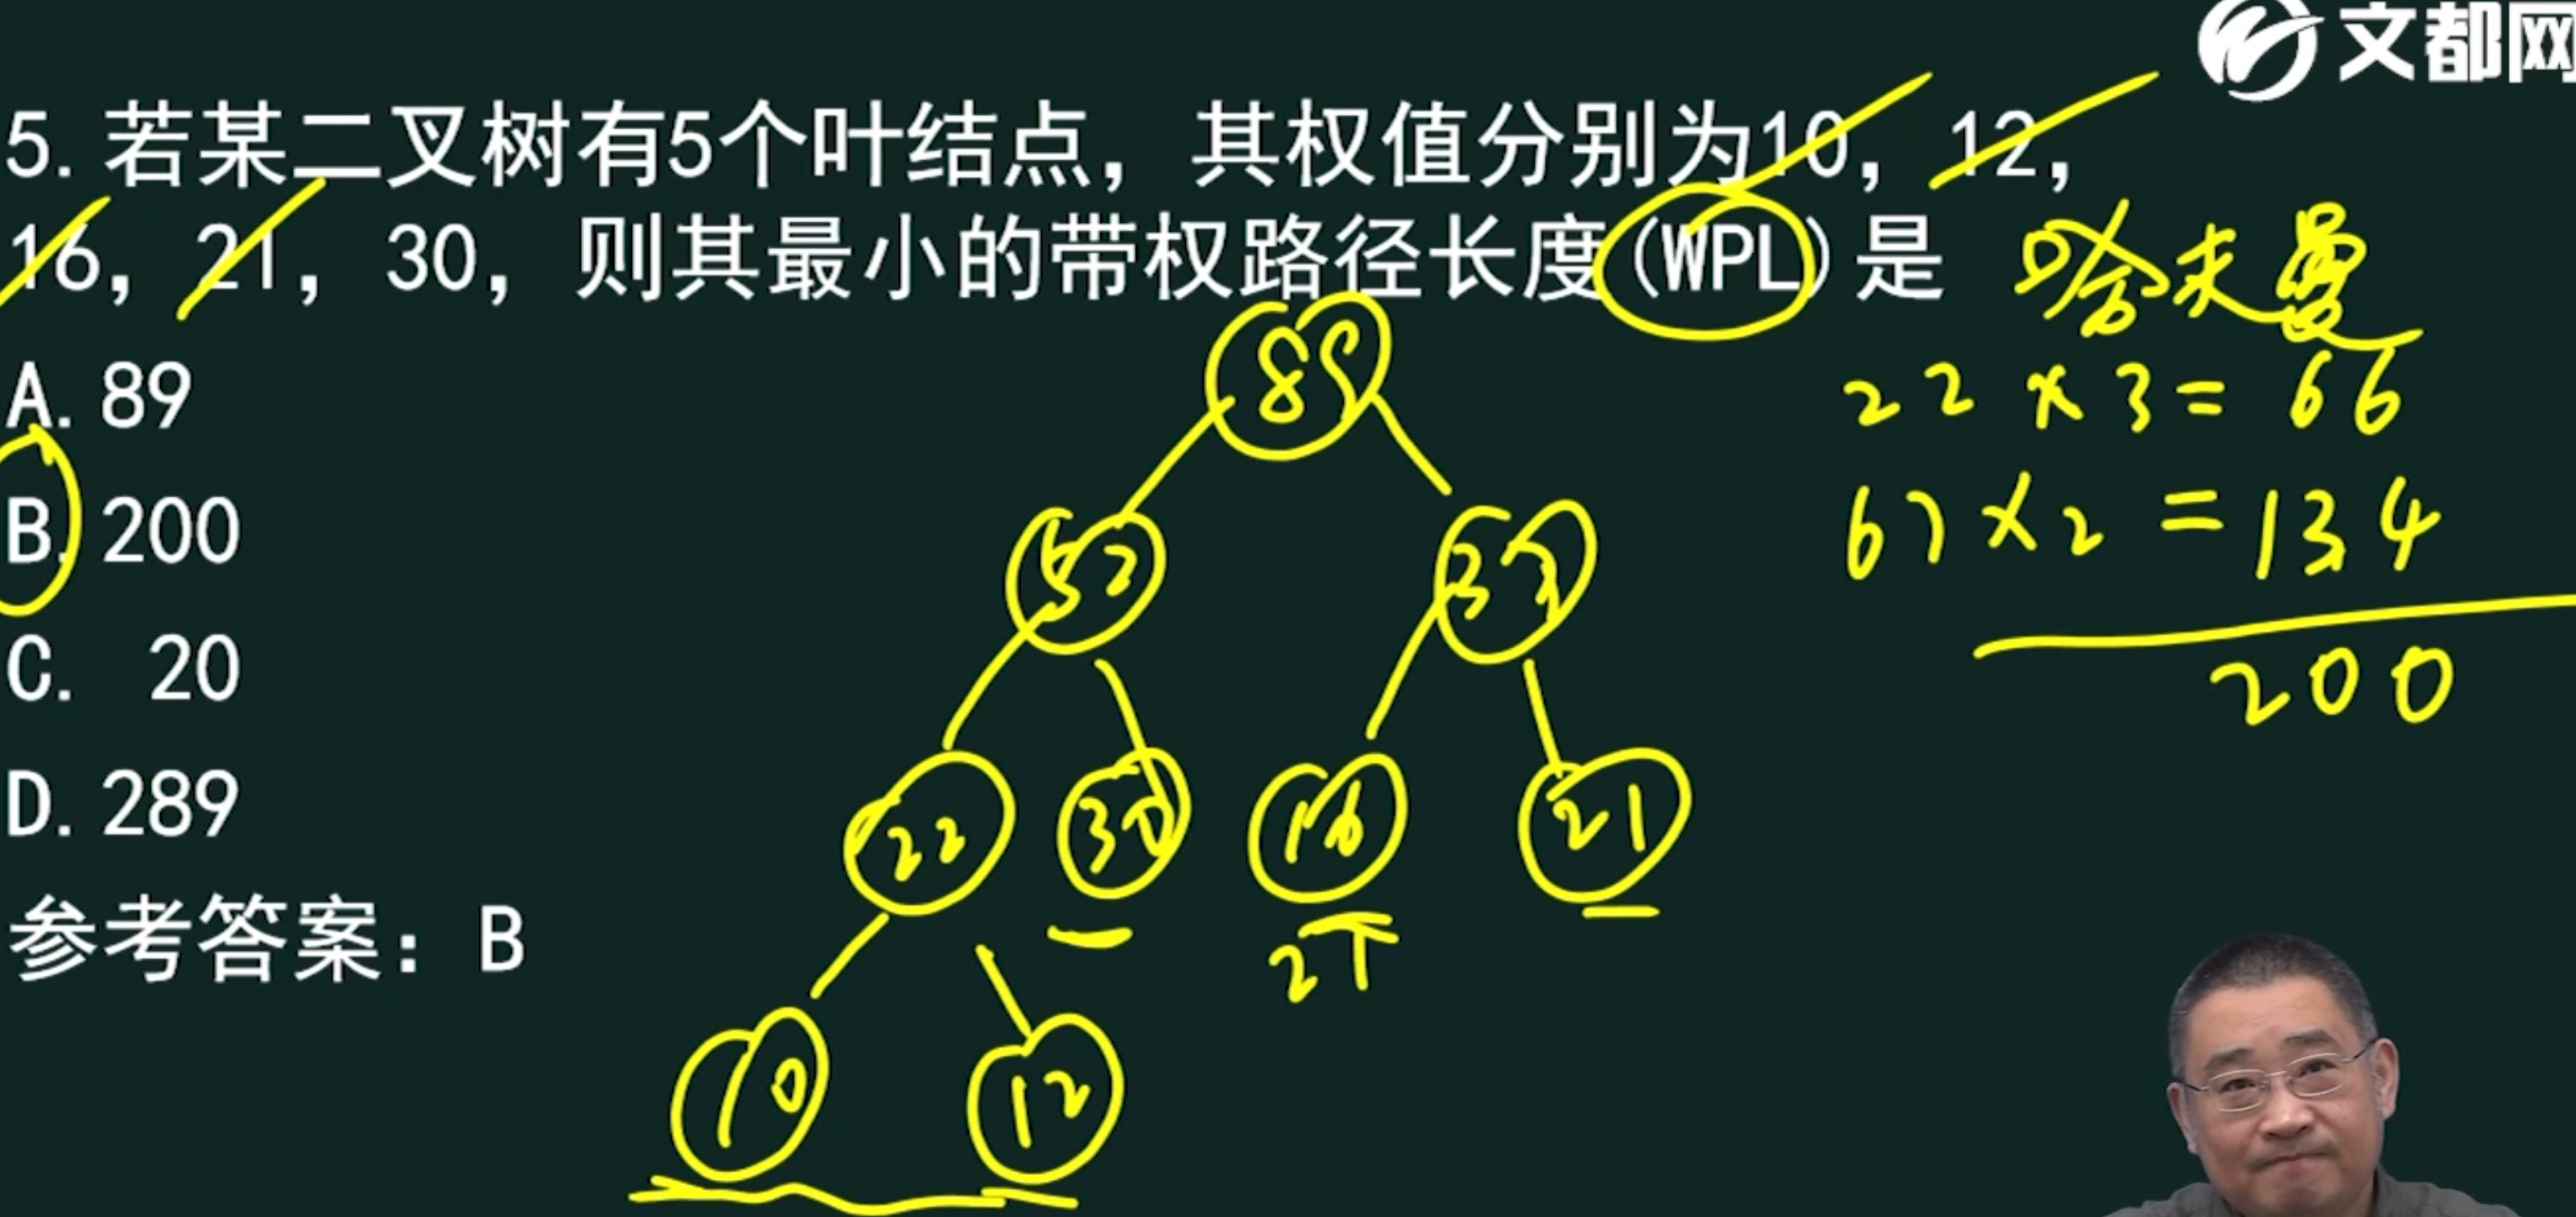 文都网
5. 若某二叉树有5个叶结点，其权值分别为10，12，
16，21，30，则其最小的带权路径长度(WPL)是
哈夫曼
A. 89
B. 200
C. 20
D. 289
参考答案：B
22 × 3 = 66
67 × 2 = 134
200
89
52 37
22 30 16 21
2个
10 12